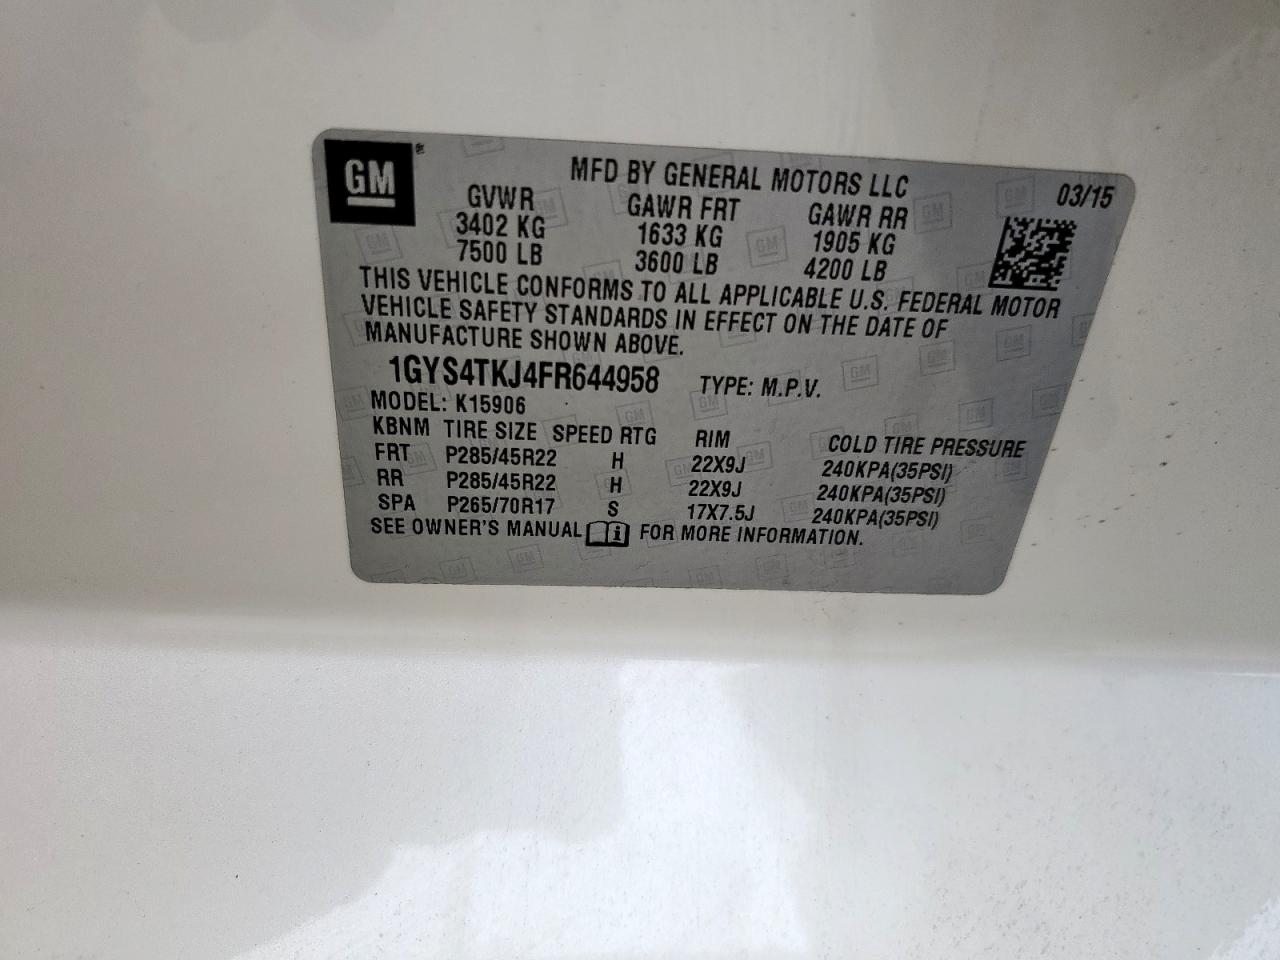 GM
MFD BY GENERAL MOTORS LLC
03/15
GVWR GAWR FRT GAWR RR
3402 KG 1633 KG 1905 KG
7500 LB 3600 LB 4200 LB
THIS VEHICLE CONFORMS TO ALL APPLICABLE U.S. FEDERAL MOTOR
VEHICLE SAFETY STANDARDS IN EFFECT ON THE DATE OF
MANUFACTURE SHOWN ABOVE.
1GYS4TKJ4FR644958 TYPE: M.P.V.
MODEL: K15906
KBNM TIRE SIZE SPEED RTG RIM COLD TIRE PRESSURE
FRT P285/45R22 H 22X9J 240KPA(35PSI)
RR P285/45R22 H 22X9J 240KPA(35PSI)
SPA P265/70R17 S 17X7.5J 240KPA(35PSI)
SEE OWNER'S MANUAL FOR MORE INFORMATION.